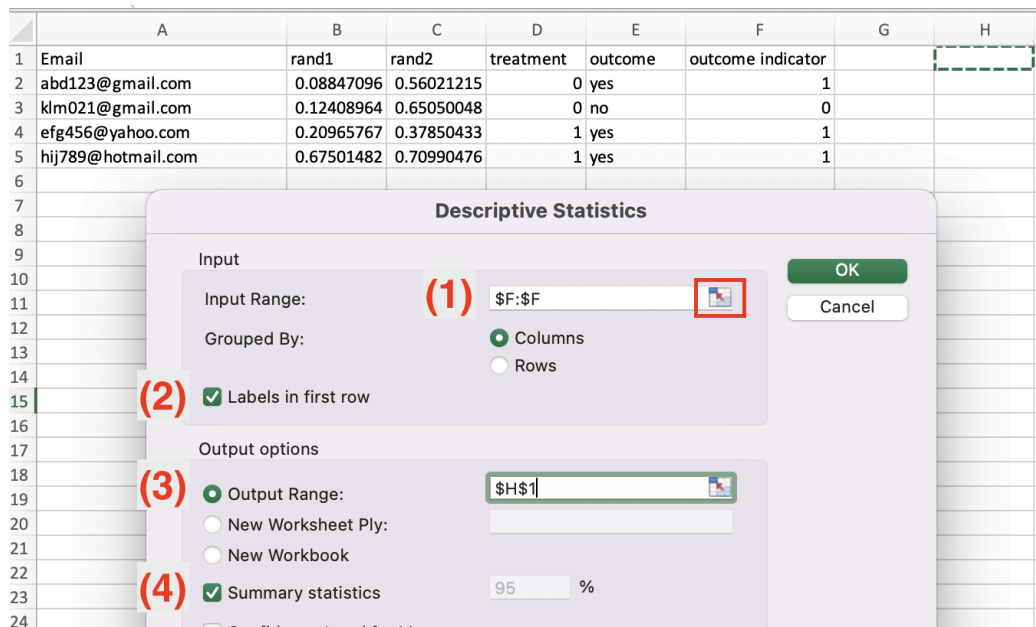 A B C D E F G H
1 Email rand1 rand2 treatment outcome outcome indicator
2 abd123@gmail.com 0.08847096 0.56021215 0 yes 1
3 klm021@gmail.com 0.12408964 0.65050048 0 no 0
4 efg456@yahoo.com 0.20965767 0.37850433 1 yes 1
5 hij789@hotmail.com 0.67501482 0.70990476 1 yes 1
6
7
8
9
10
11
12
13
14
15
16
17
18
19
20
21
22
23
24
Descriptive Statistics
Input
OK
(1) Input Range: $F:$F
Cancel
Grouped By: Columns
Rows
(2) Labels in first row
Output options
(3) Output Range: $H$1
New Worksheet Ply:
New Workbook
(4) Summary statistics 95 %